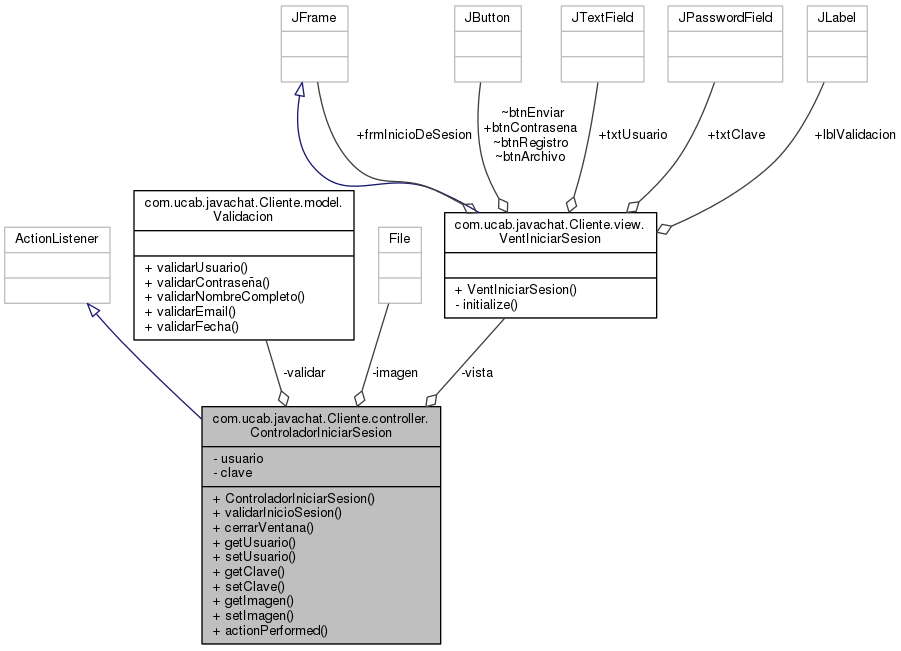 JFrame
JButton
JTextField
JPasswordField
JLabel
+frmInicioDeSesion
~btnEnviar
+btnContrasena
~btnRegistro
~btnArchivo
+txtUsuario
+txtClave
+lblValidacion
ActionListener
com.ucab.javachat.Cliente.model.
Validacion
+ validarUsuario()
+ validarContraseña()
+ validarNombreCompleto()
+ validarEmail()
+ validarFecha()
File
com.ucab.javachat.Cliente.view.
VentIniciarSesion
+ VentIniciarSesion()
- initialize()
-validar
-imagen
-vista
com.ucab.javachat.Cliente.controller.
ControladorIniciarSesion
- usuario
- clave
+ ControladorIniciarSesion()
+ validarInicioSesion()
+ cerrarVentana()
+ getUsuario()
+ setUsuario()
+ getClave()
+ setClave()
+ getImagen()
+ setImagen()
+ actionPerformed()